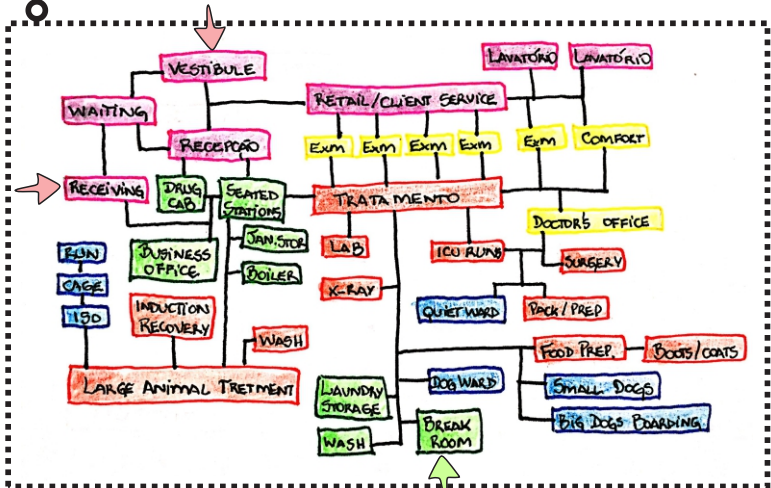 VESTIBULE
LAVATÓRIO
LAVATÓRIO
WAITING
RETAIL/CLIENT SERVICE
RECEPÇÃO
EXM
EXM
EXM
EXM
EXM
COMFORT
RECEIVING
DRUG
CAB
SEATED
STATIONS
TRATAMENTO
DOCTOR'S OFFICE
RUN
BUSINESS
OFFICE
JAN.STOR
LAB
ICU RUNS
SURGERY
CAGE
BOILER
X-RAY
ISO
INDUCTION
RECOVERY
QUIET WARD
PACK/PREP
WASH
FOOD PREP.
BOOTS/COATS
LARGE ANIMAL TRETMENT
LAUNDRY
STORAGE
DOG WARD
SMALL. DOGS
WASH
BREAK
ROOM
BIG DOGS BOARDING.